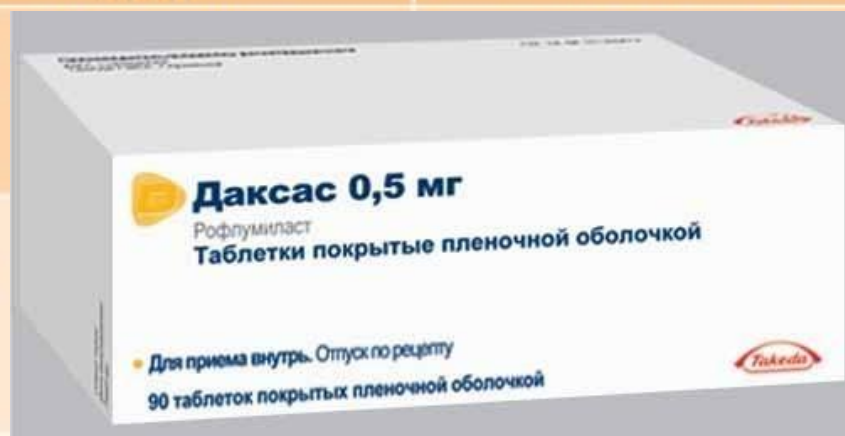 Takeda
Даксас 0,5 мг
Рофлумиласт
Таблетки покрытые пленочной оболочкой
Для приема внутрь. Отпуск по рецепту
90 таблеток покрытых пленочной оболочкой
Takeda